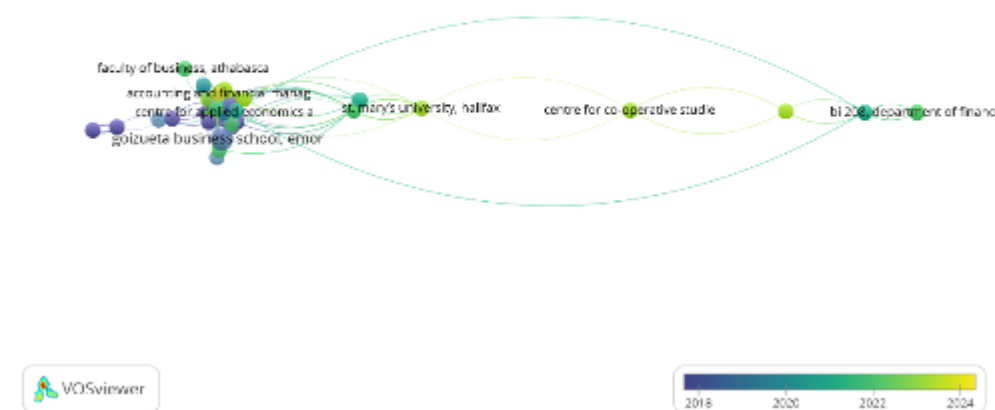 faculty of business, athabasca
accounting and financial manag
centre for applied economics a
st. mary's university, halifax
centre for co-operative studie
bi 208, department of financ
goizueta business school, emor
VOSviewer
2018 2020 2022 2024